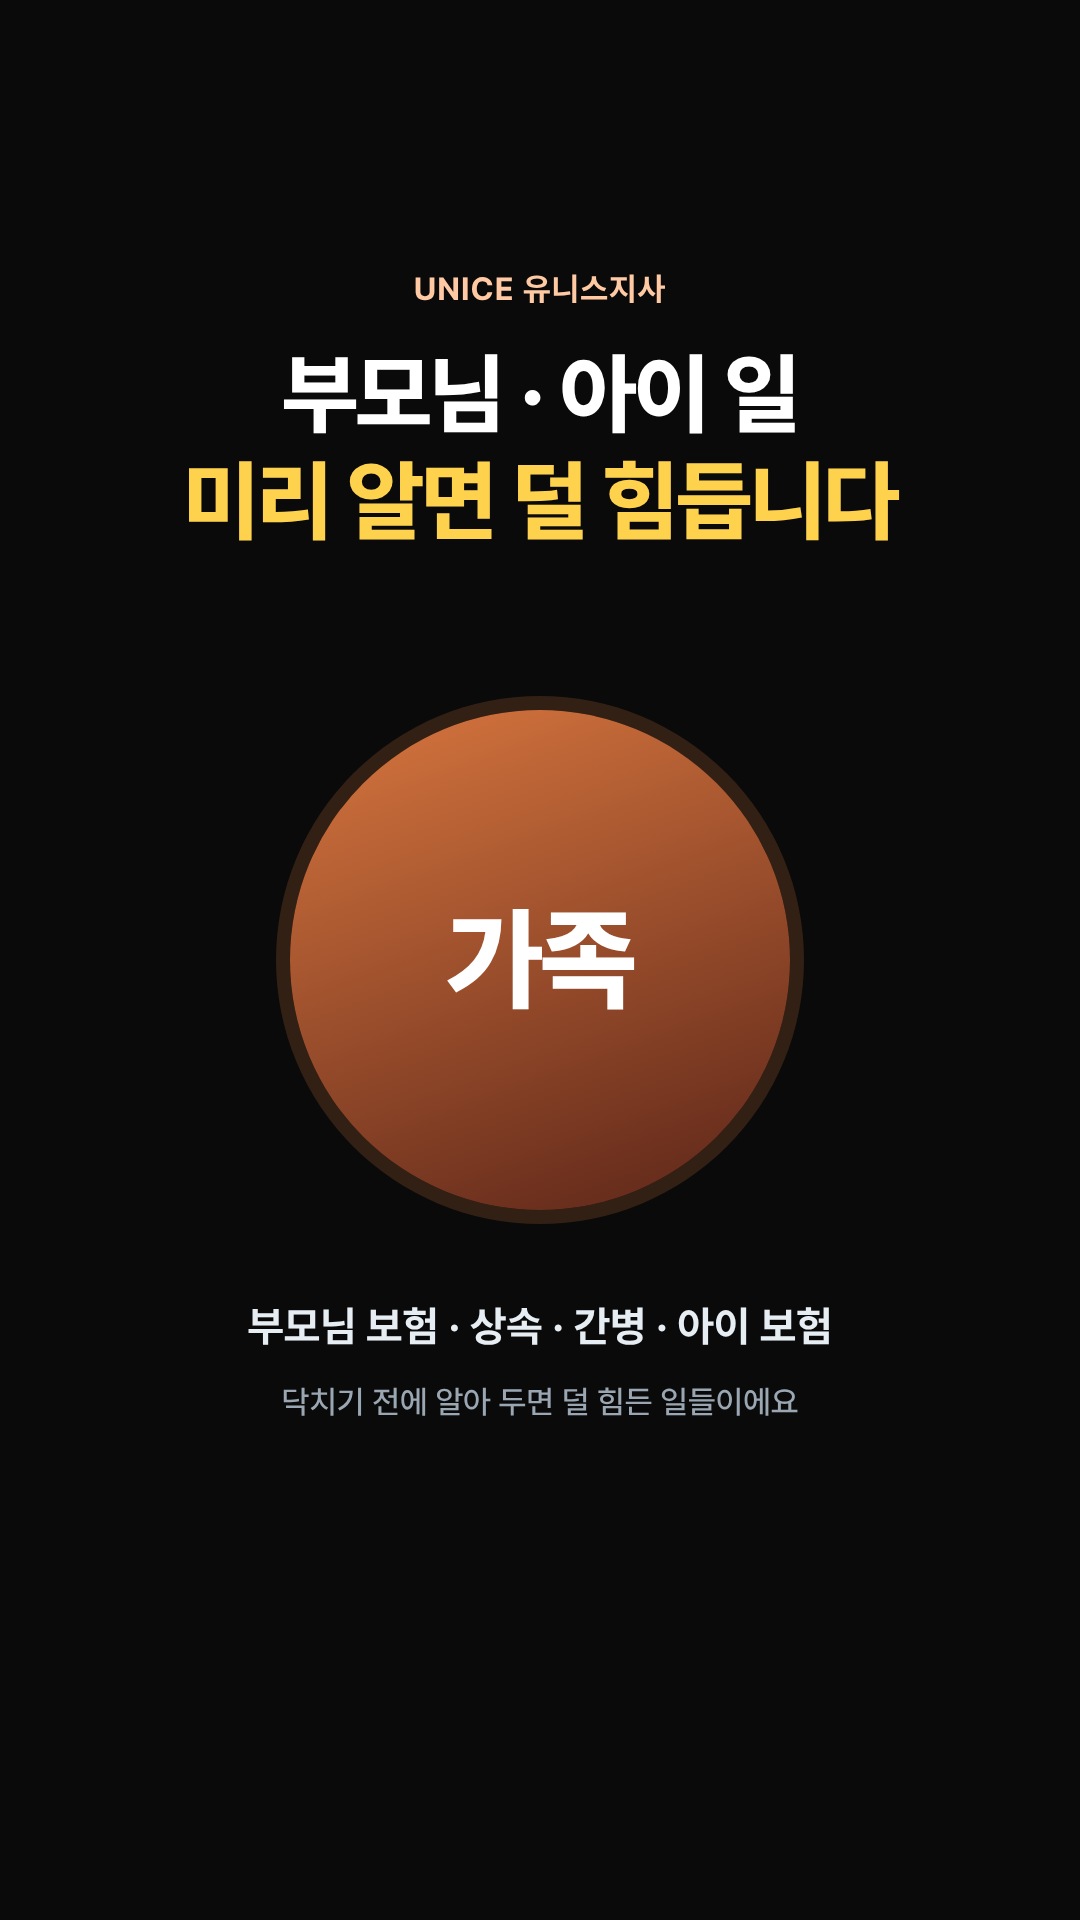 UNICE 유니스지사
부모님 · 아이 일
미리 알면 덜 힘듭니다
가족
부모님 보험 · 상속 · 간병 · 아이 보험
닥치기 전에 알아 두면 덜 힘든 일들이에요